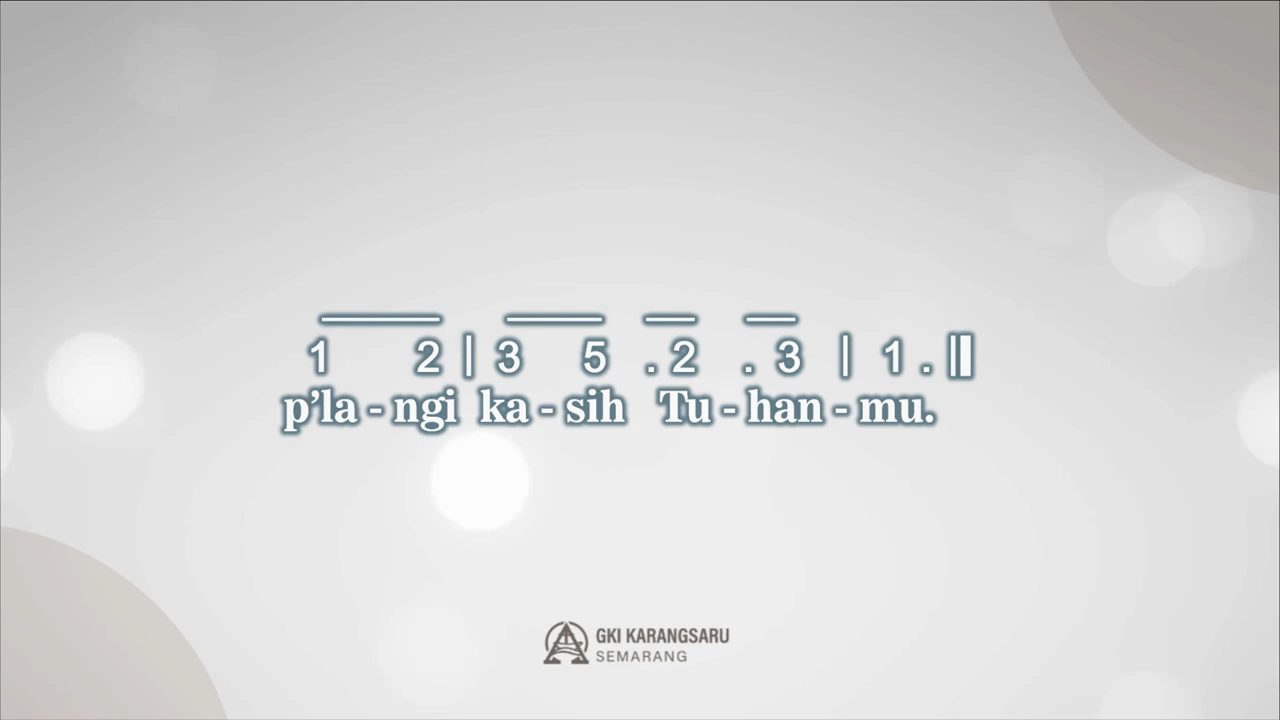 1 2 | 3 5 . 2 . 3 | 1 . ||
p’la - ngi ka - sih Tu - han - mu.
GKI KARANGSARU
SEMARANG